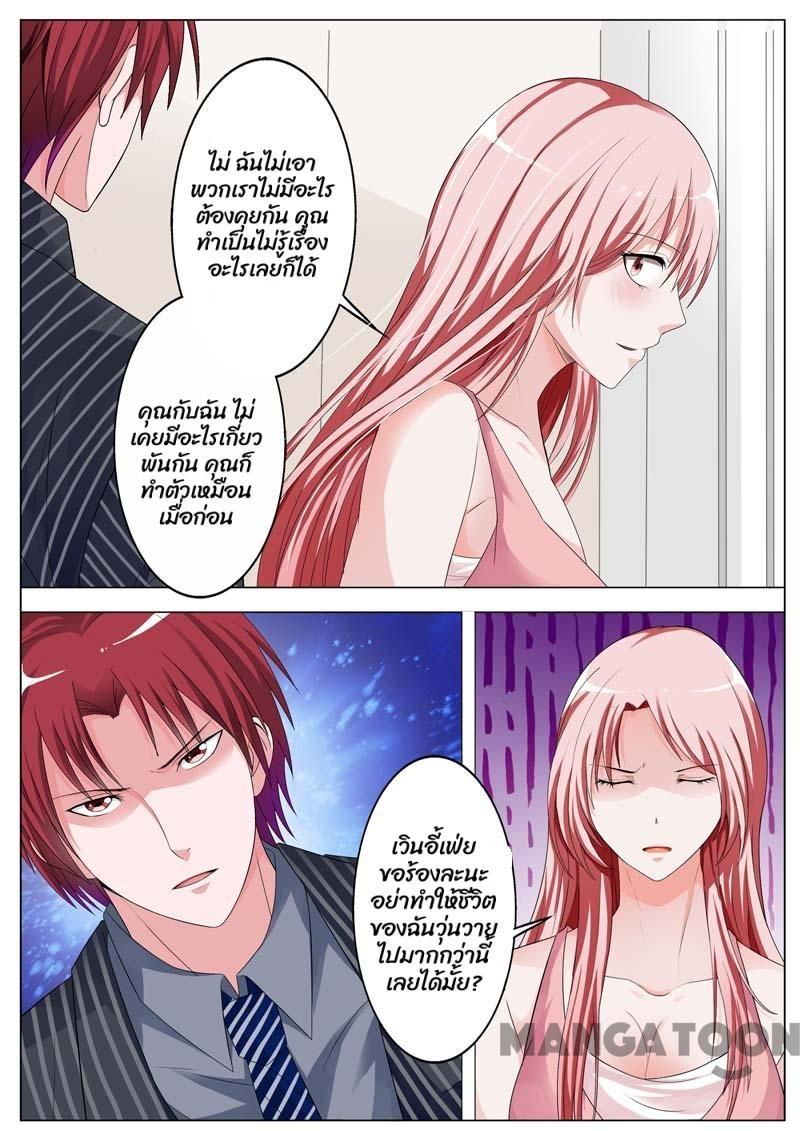 ไม่ ฉันไม่เอา
พวกเราไม่มีอะไร
ต้องคุยกัน คุณ
ทำเป็นไม่รู้เรื่อง
อะไรเลยก็ได้
คุณกับฉัน ไม่
เคยมีอะไรเกี่ยว
พันกัน คุณก็
ทำตัวเหมือน
เมื่อก่อน
เวินอี้เฟย
ขอร้องละนะ
อย่าทำให้ชีวิต
ของฉันวุ่นวาย
ไปมากกว่านี้
เลยได้มั้ย?
MANGATOON